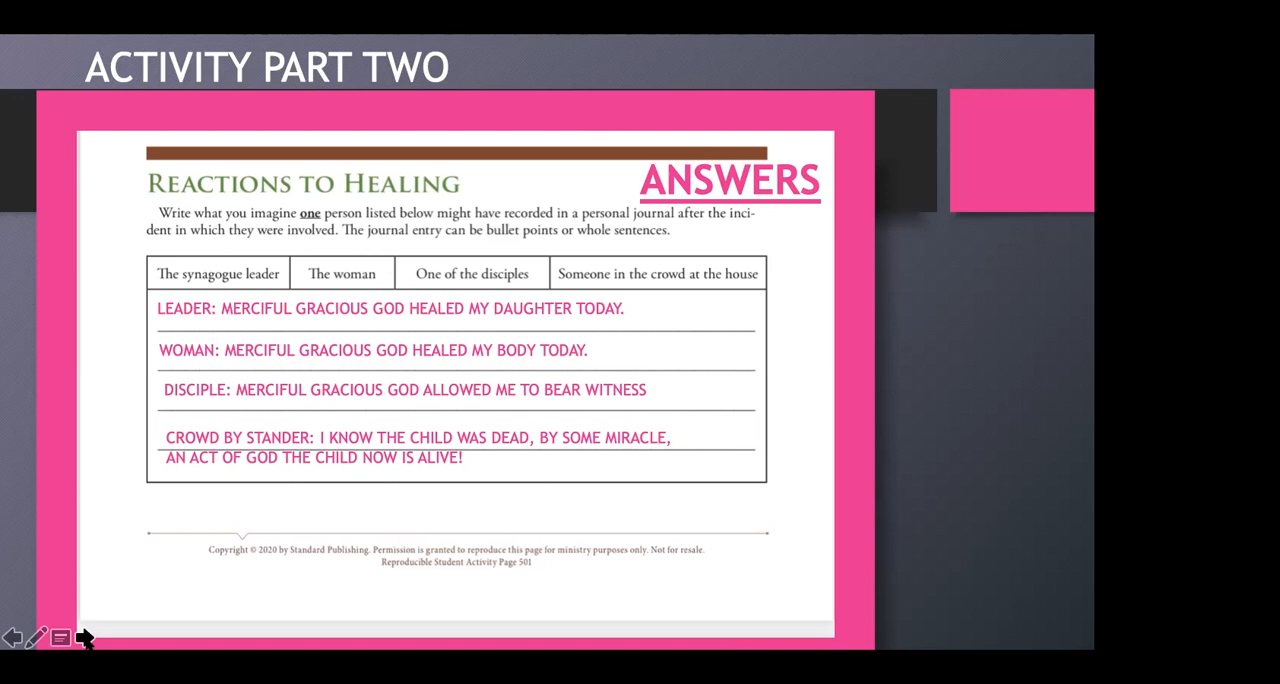 ACTIVITY PART TWO
ANSWERS
REACTIONS TO HEALING
Write what you imagine one person listed below might have recorded in a personal journal after the inci-
dent in which they were involved. The journal entry can be bullet points or whole sentences.
The synagogue leader The woman One of the disciples Someone in the crowd at the house
LEADER: MERCIFUL GRACIOUS GOD HEALED MY DAUGHTER TODAY.
WOMAN: MERCIFUL GRACIOUS GOD HEALED MY BODY TODAY.
DISCIPLE: MERCIFUL GRACIOUS GOD ALLOWED ME TO BEAR WITNESS
CROWD BY STANDER: I KNOW THE CHILD WAS DEAD, BY SOME MIRACLE,
AN ACT OF GOD THE CHILD NOW IS ALIVE!
Copyright © 2020 by Standard Publishing. Permission is granted to reproduce this page for ministry purposes only. Not for resale.
Reproducible Student Activity Page 501